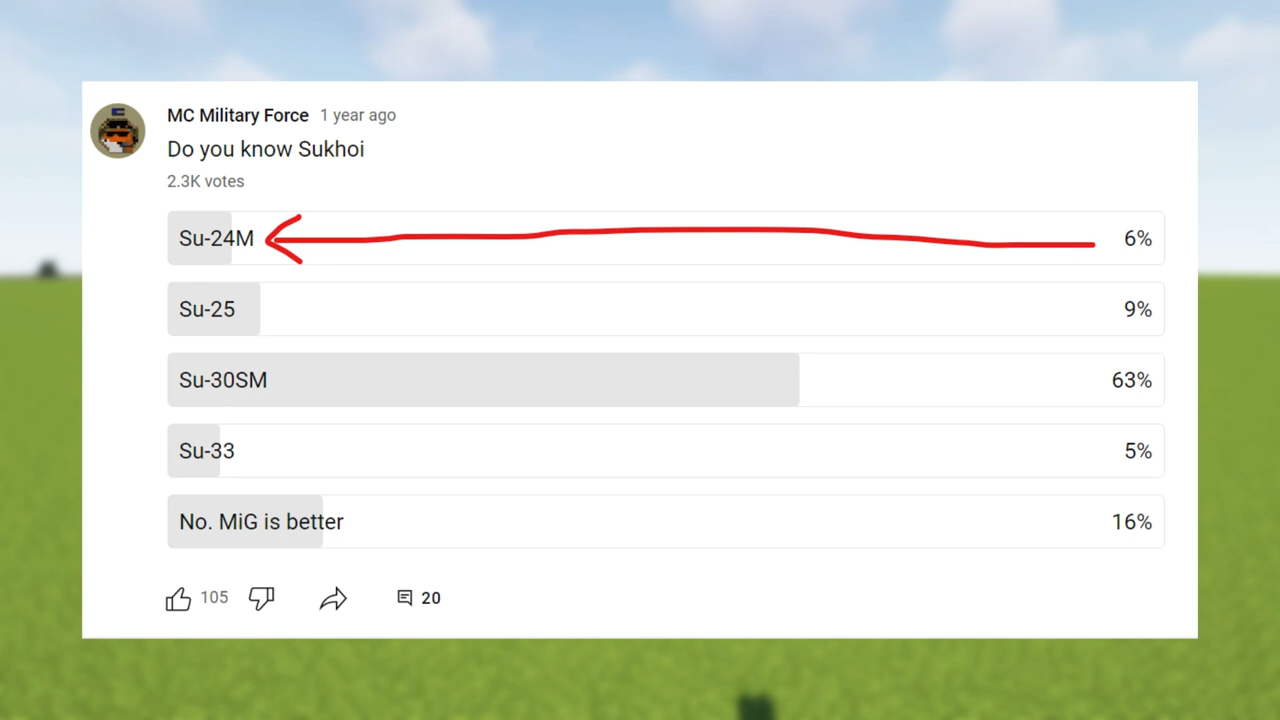 MC Military Force 1 year ago
Do you know Sukhoi
2.3K votes
Su-24M 6%
Su-25 9%
Su-30SM 63%
Su-33 5%
No. MiG is better 16%
105 20